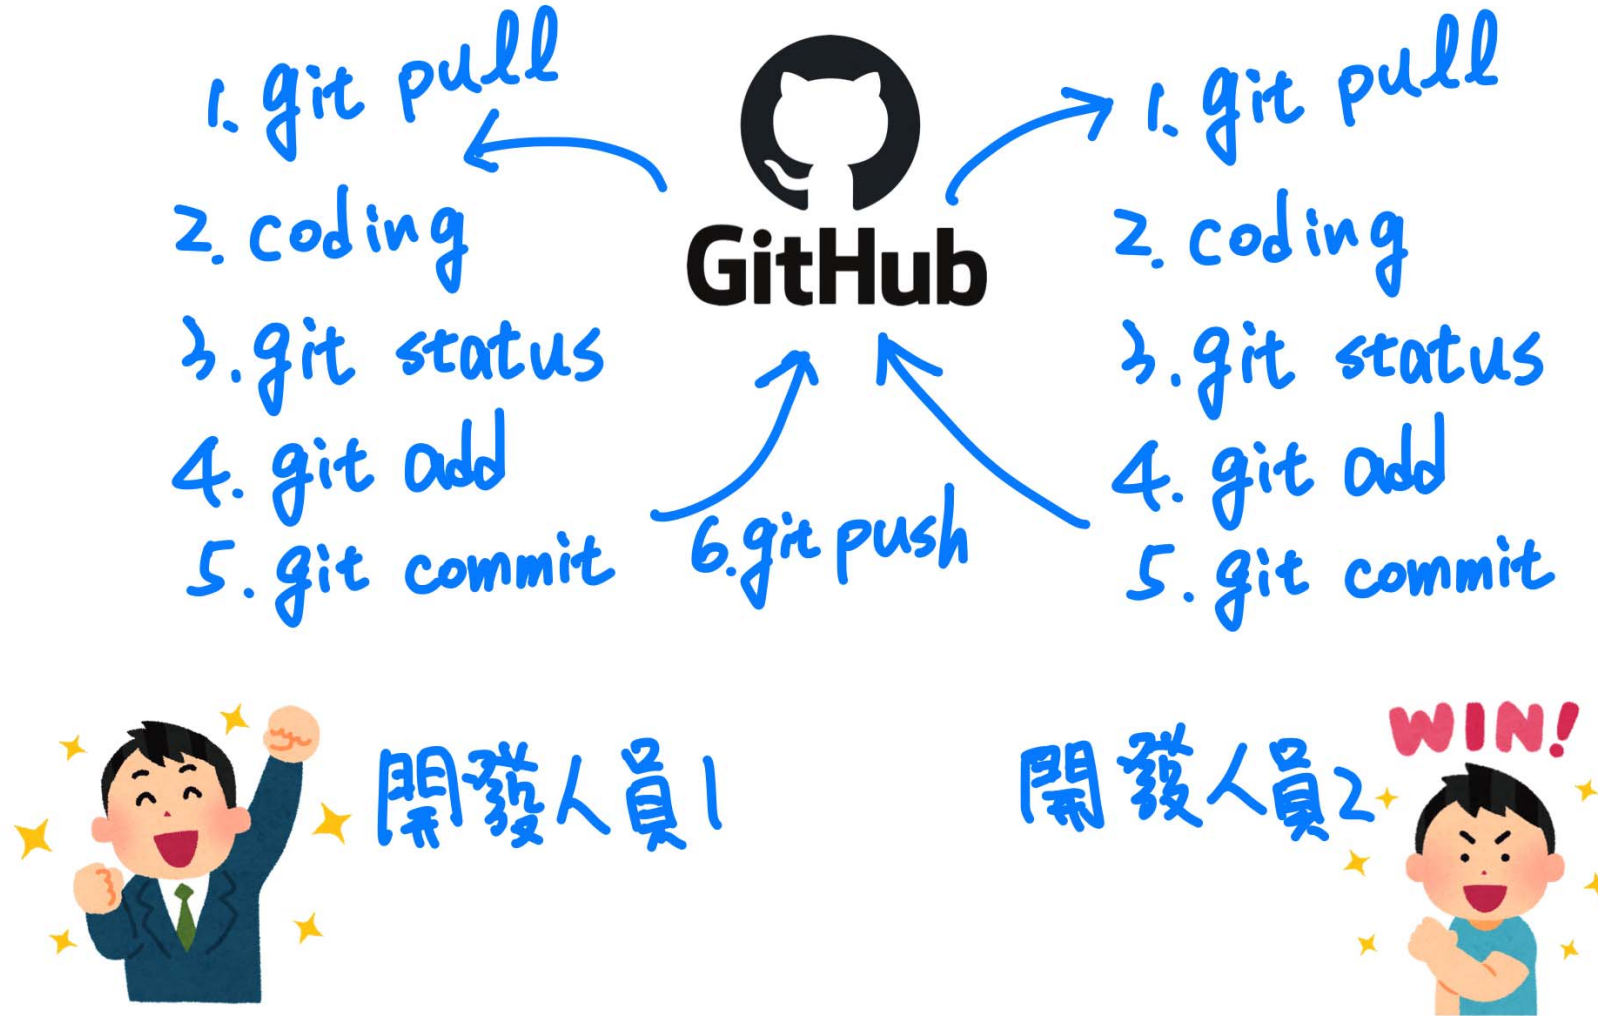 1. git pull
2. coding
3. git status
4. git add
5. git commit
GitHub
6. git push
1. git pull
2. coding
3. git status
4. git add
5. git commit
開發人員1
開發人員2
WIN!